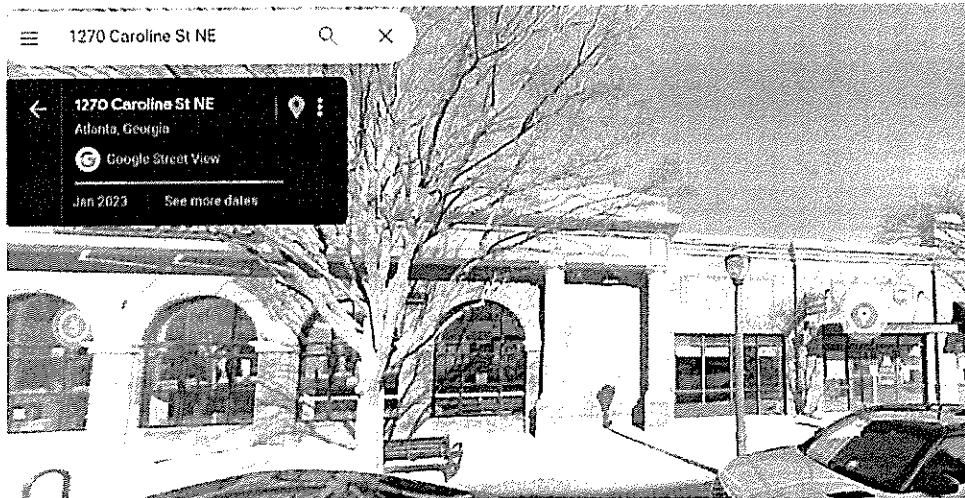 1270 Caroline St NE
1270 Caroline St NE
Atlanta, Georgia
Google Street View
Jan 2023 See more dates